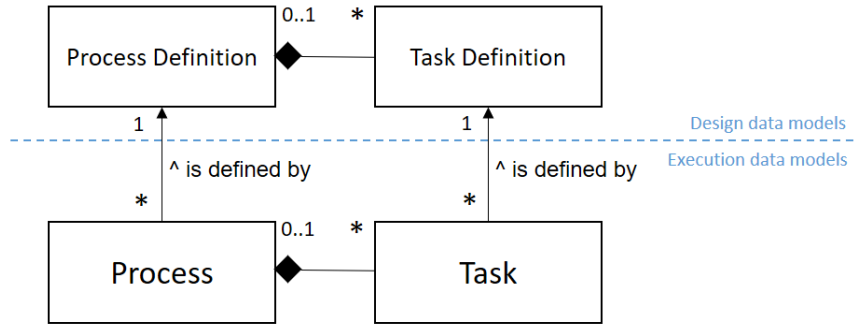 0..1 *
Process Definition
Task Definition
1
1
Design data models
Execution data models
^ is defined by
^ is defined by
*
*
0..1 *
Process
Task